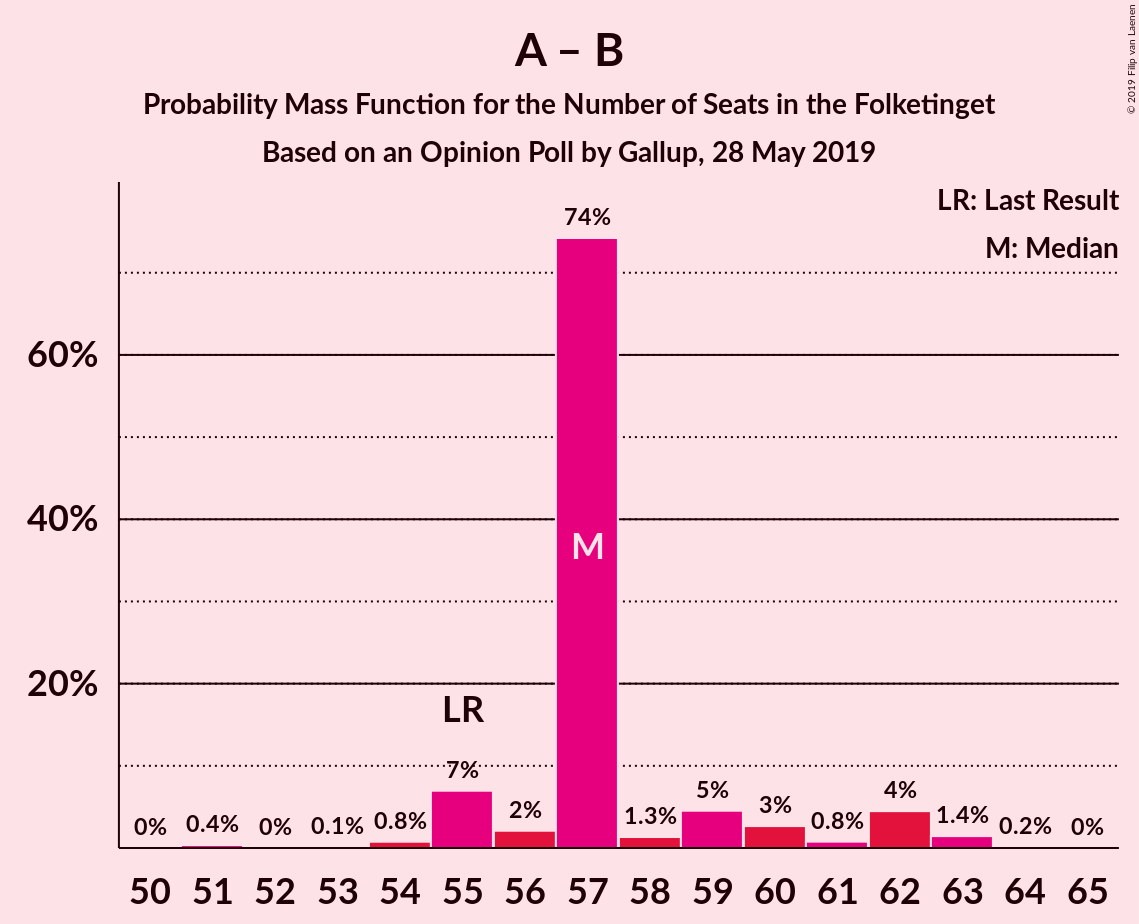 A – B
Probability Mass Function for the Number of Seats in the Folketinget
Based on an Opinion Poll by Gallup, 28 May 2019
© 2019 Filip van Laenen
LR: Last Result
M: Median
74%
60%
40%
M
20%
LR
7%
5%
4%
3%
2%
1.4%
1.3%
0% 0.4% 0% 0.1% 0.8% 0.8% 0.2% 0%
50 51 52 53 54 55 56 57 58 59 60 61 62 63 64 65